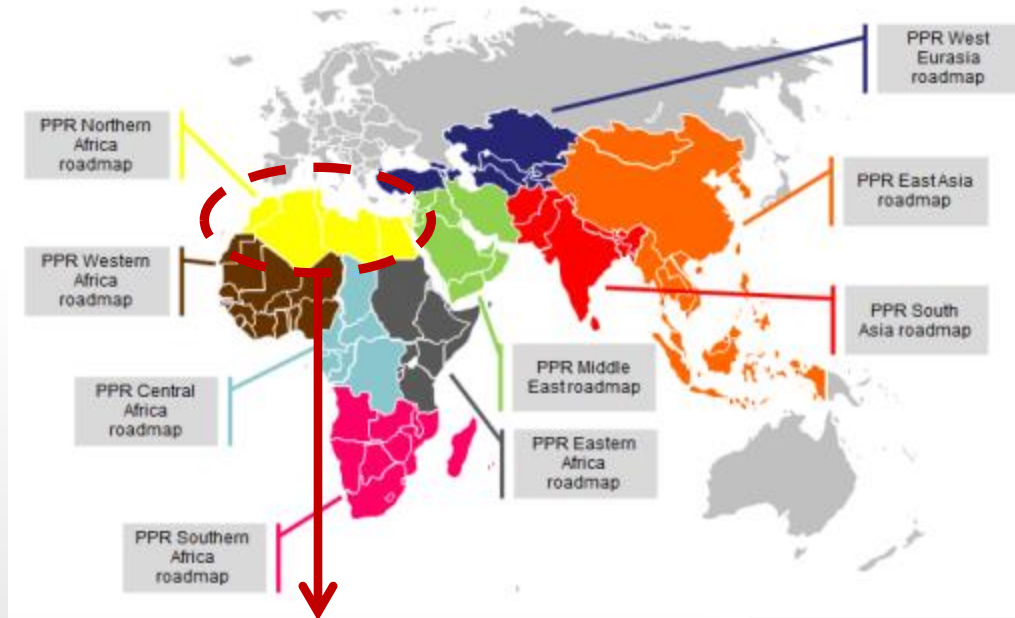 PPR West
Eurasia
roadmap
PPR Northern
Africa
roadmap
PPR East Asia
roadmap
PPR Western
Africa
roadmap
PPR South
Asia roadmap
PPR Middle
East roadmap
PPR Central
Africa
roadmap
PPR Eastern
Africa
roadmap
PPR Southern
Africa
roadmap